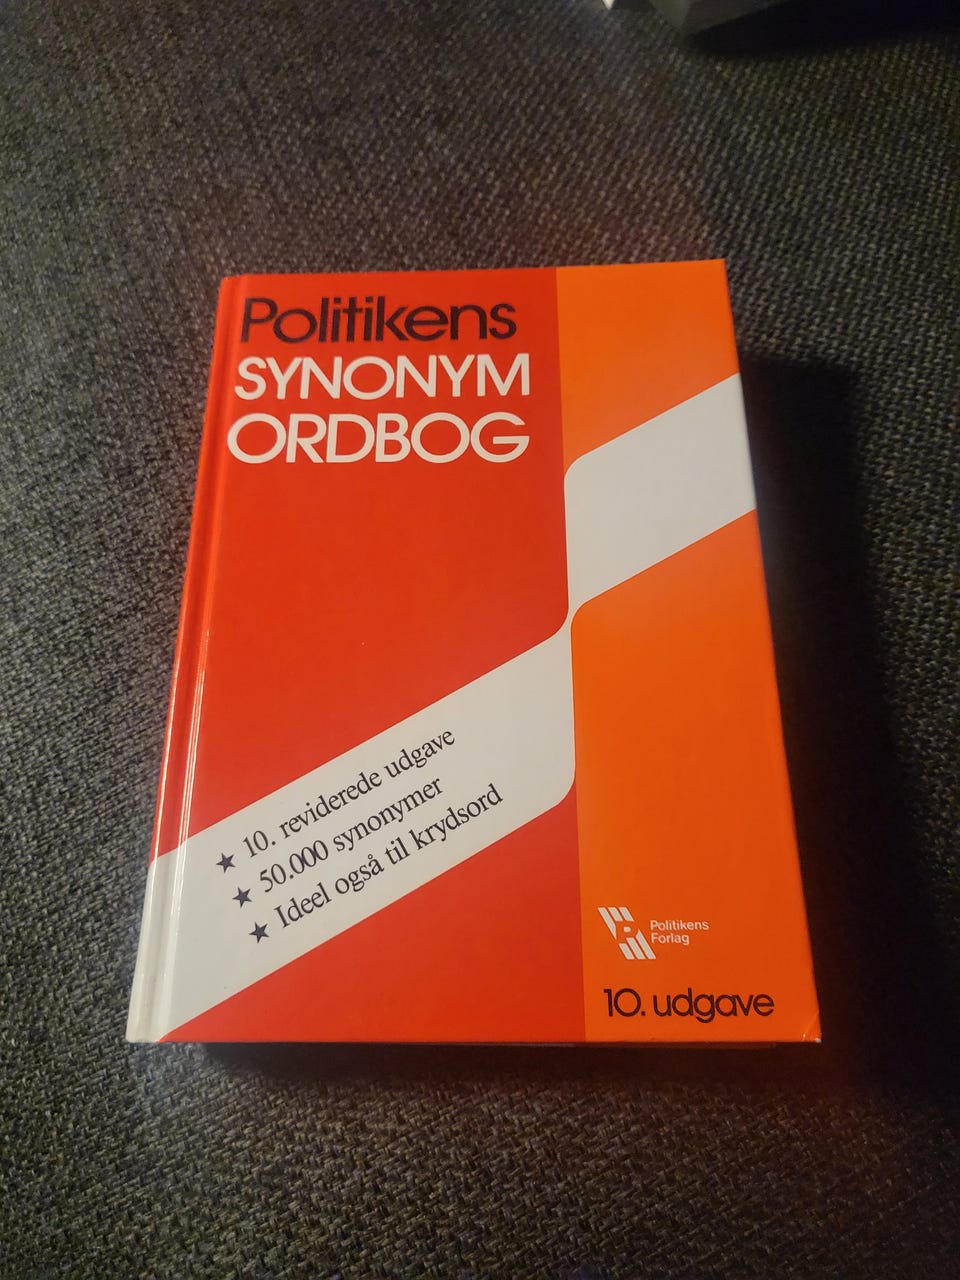 Politikens
SYNONYM
ORDBOG
★ 10. reviderede udgave
★ 50.000 synonymer
★ Ideel også til krydsord
Politikens
Forlag
10. udgave